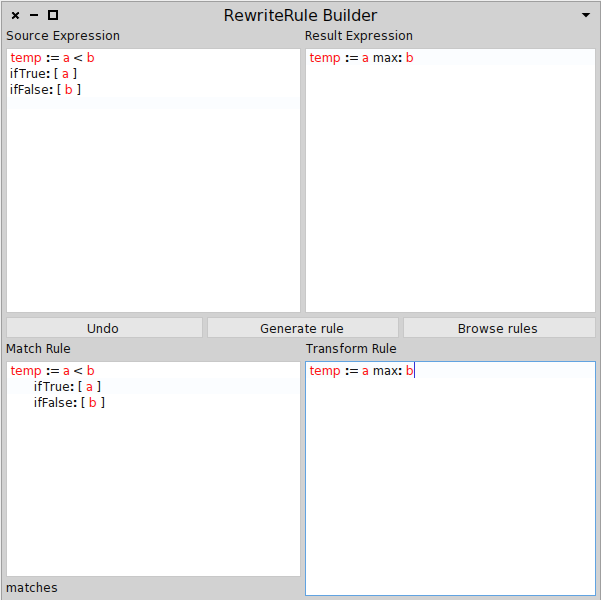 RewriteRule Builder
Source Expression
Result Expression
temp := a < b
ifTrue: [ a ]
ifFalse: [ b ]
temp := a max: b
Undo
Generate rule
Browse rules
Match Rule
Transform Rule
temp := a < b
ifTrue: [ a ]
ifFalse: [ b ]
temp := a max: b
matches